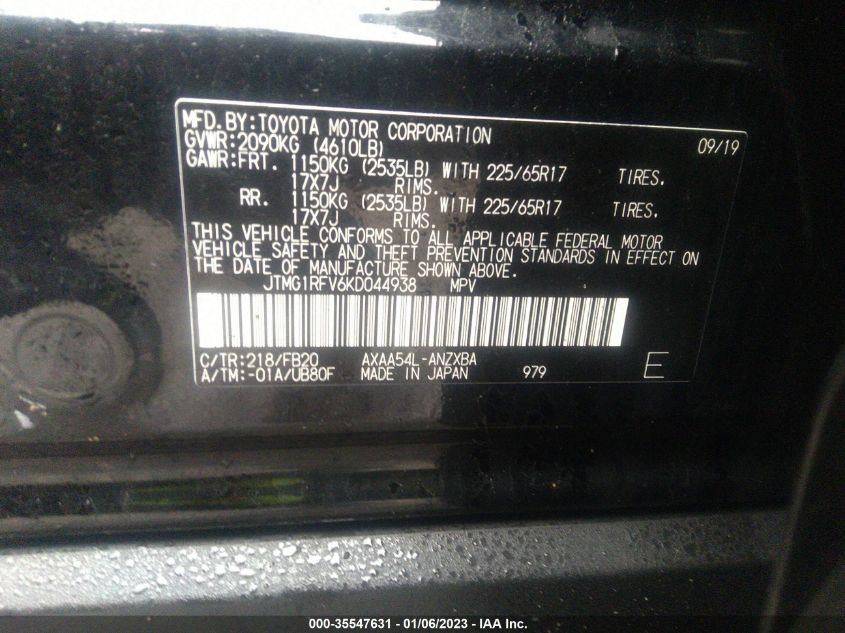 MFD.BY:TOYOTA MOTOR CORPORATION 09/19
GVWR:2090KG (4610LB)
GAWR:FRT. 1150KG (2535LB) WITH 225/65R17 TIRES.
17X7J RIMS.
RR. 1150KG (2535LB) WITH 225/65R17 TIRES.
17X7J RIMS.
THIS VEHICLE CONFORMS TO ALL APPLICABLE FEDERAL MOTOR
VEHICLE SAFETY AND THEFT PREVENTION STANDARDS IN EFFECT ON
THE DATE OF MANUFACTURE SHOWN ABOVE.
JTMG1RFV6KD044938 MPV
C/TR:218/FB20 AXAA54L-ANZXBA
A/TM:-01A/UB80F MADE IN JAPAN 979 E
000-35547631 - 01/06/2023 - IAA Inc.